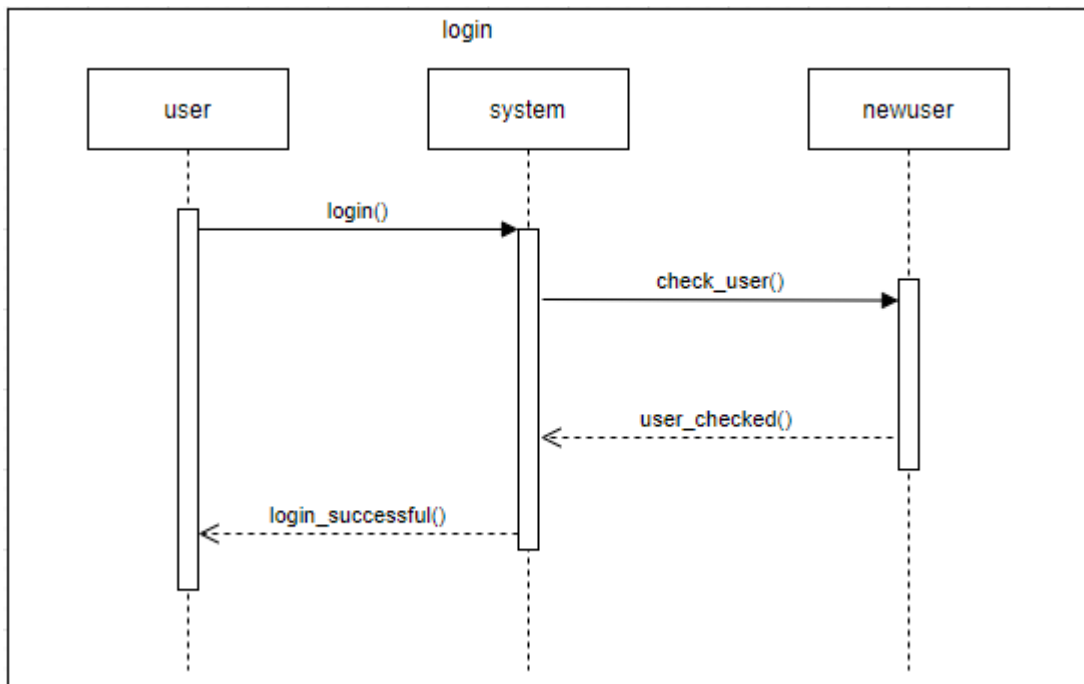 login
user
system
newuser
login()
check_user()
user_checked()
login_successful()